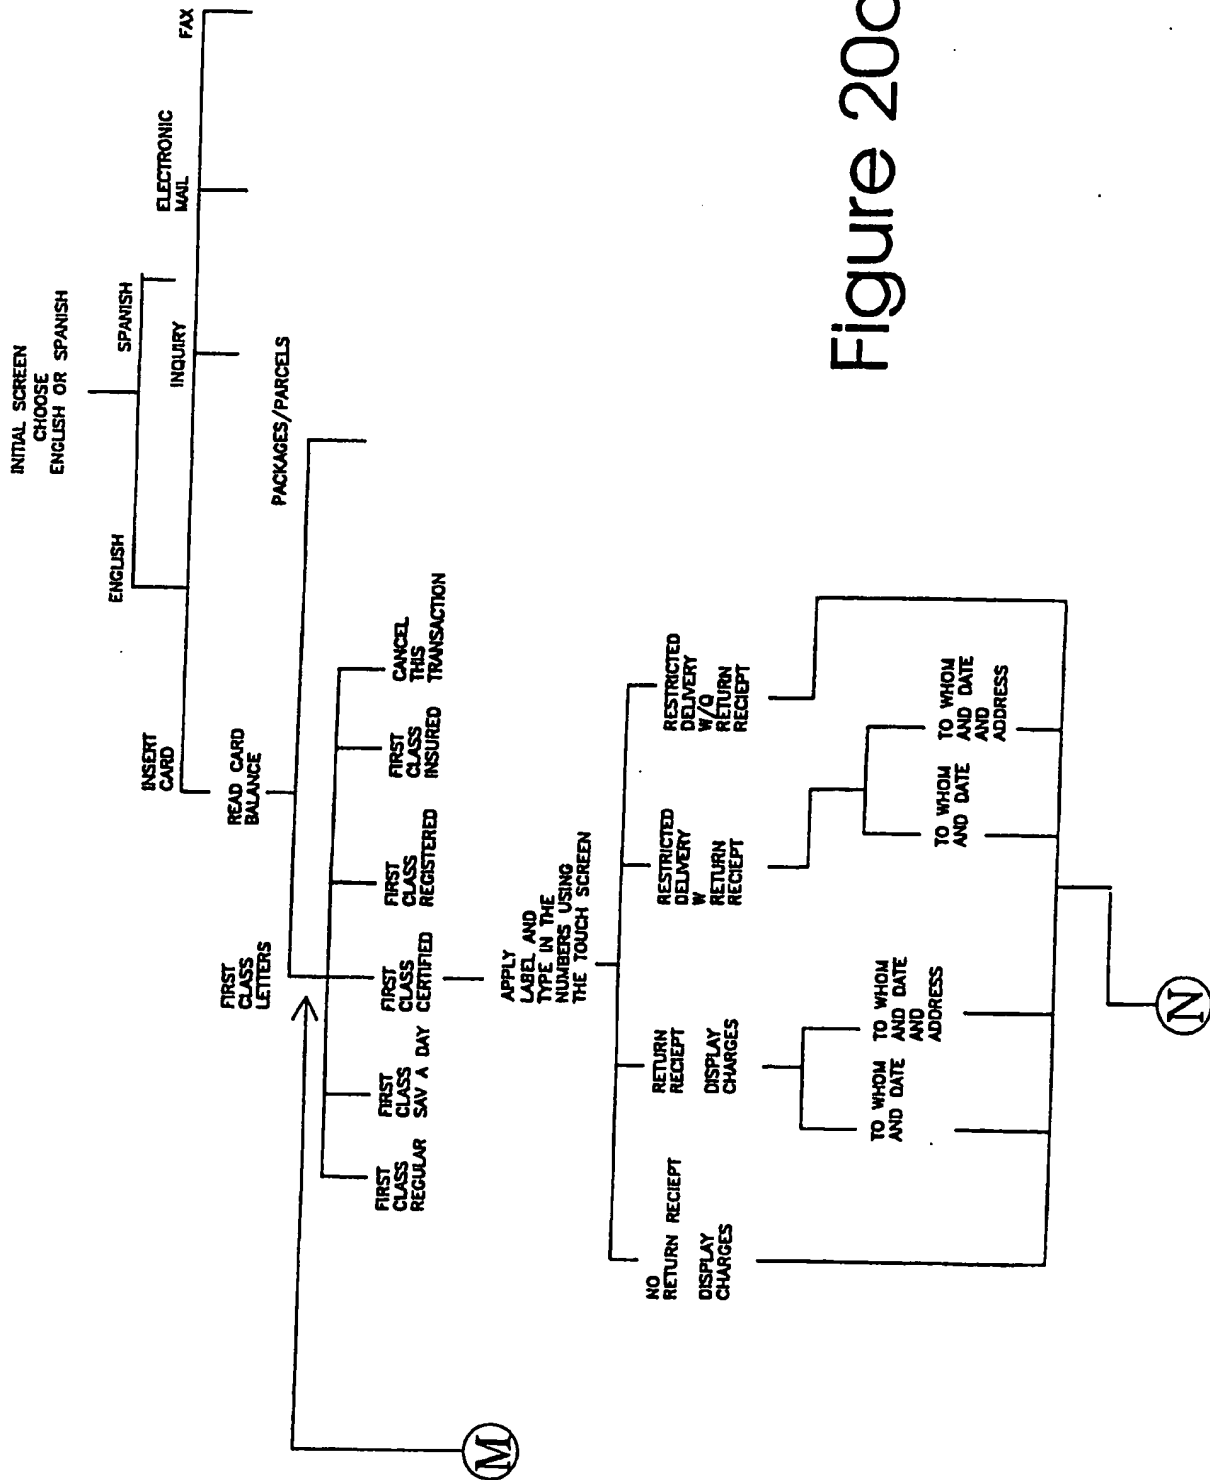 INITIAL SCREEN
CHOOSE
ENGLISH OR SPANISH
ENGLISH
SPANISH
INSERT
CARD
INQUIRY
ELECTRONIC
MAIL
FAX
READ CARD
BALANCE
FIRST
CLASS
LETTERS
PACKAGES/PARCELS
FIRST
CLASS
REGULAR
FIRST
CLASS
SAV A DAY
FIRST
CLASS
CERTIFIED
FIRST
CLASS
REGISTERED
FIRST
CLASS
INSURED
CANCEL
THIS
TRANSACTION
M
APPLY
LABEL AND
TYPE IN THE
NUMBERS USING
THE TOUCH SCREEN
NO
RETURN RECIEPT
DISPLAY
CHARGES
RETURN
RECIEPT
DISPLAY
CHARGES
RESTRICTED
DELIVERY
W
RETURN
RECIEPT
RESTRICTED
DELIVERY
W/O
RETURN
RECIEPT
TO WHOM
AND DATE
TO WHOM
AND DATE
AND
ADDRESS
TO WHOM
AND DATE
TO WHOM
AND DATE
AND
ADDRESS
N
Figure 20c